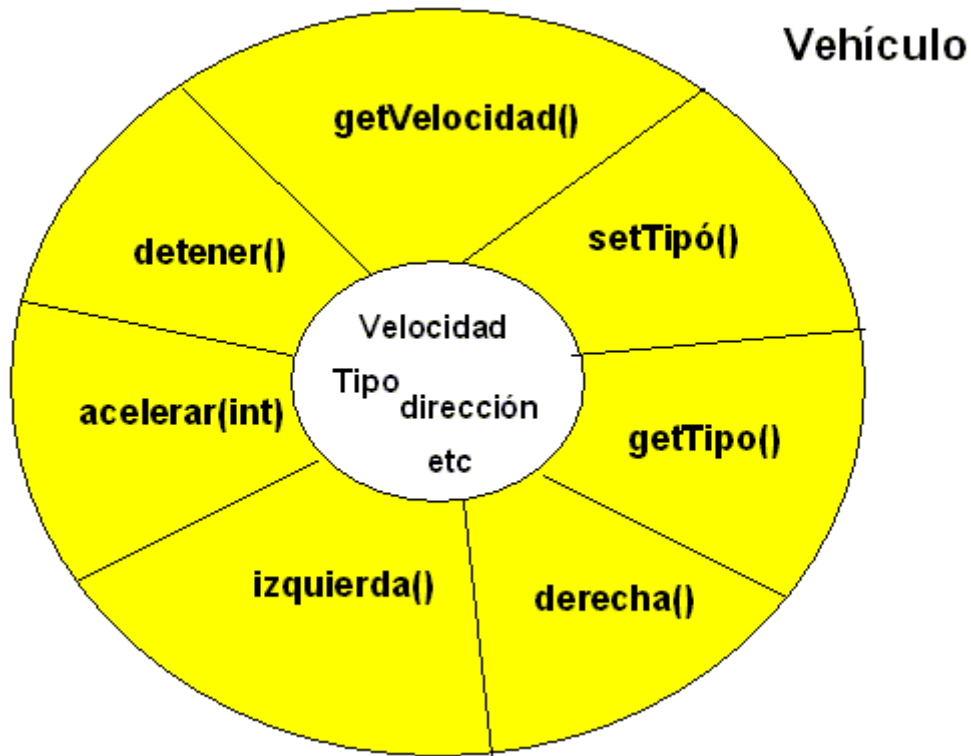 Vehículo
getVelocidad()
setTipó()
detener()
Velocidad
Tipo
dirección
acelerar(int)
getTipo()
etc
izquierda()
derecha()